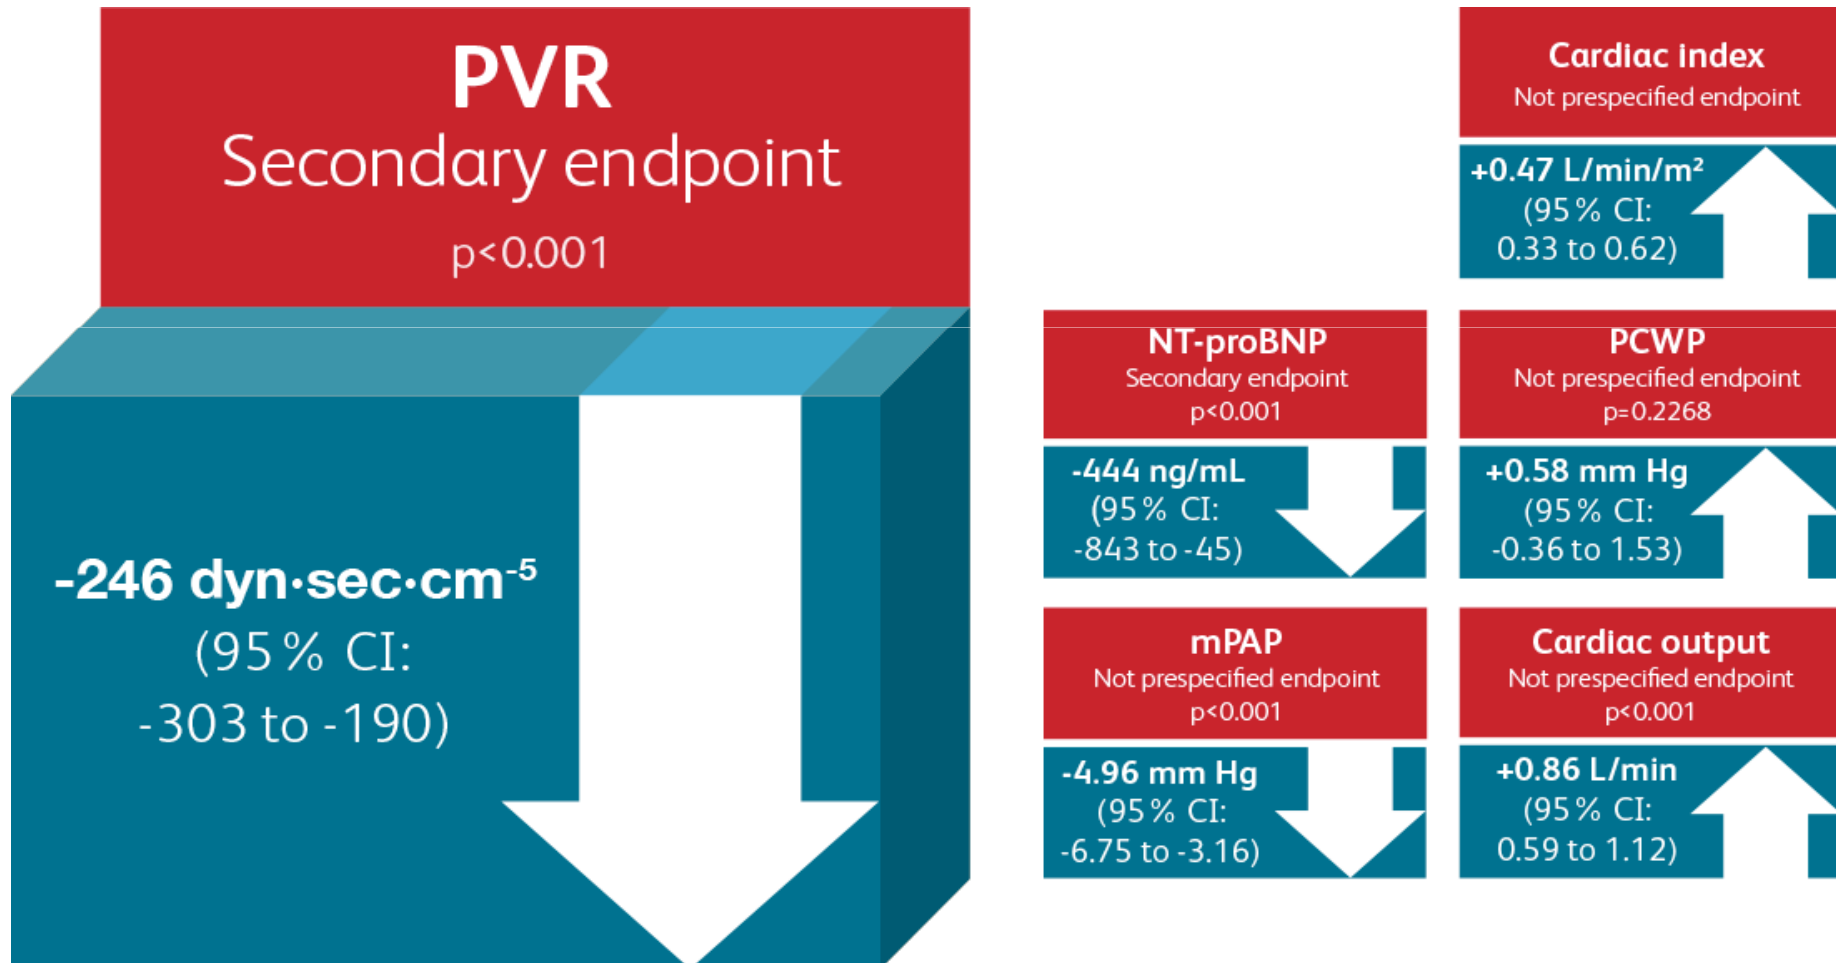 PVR
Secondary endpoint
p<0.001
-246 dyn·sec·cm⁻⁵
(95% CI:
-303 to -190)
Cardiac index
Not prespecified endpoint
+0.47 L/min/m²
(95% CI:
0.33 to 0.62)
NT-proBNP
Secondary endpoint
p<0.001
-444 ng/mL
(95% CI:
-843 to -45)
PCWP
Not prespecified endpoint
p=0.2268
+0.58 mm Hg
(95% CI:
-0.36 to 1.53)
mPAP
Not prespecified endpoint
p<0.001
-4.96 mm Hg
(95% CI:
-6.75 to -3.16)
Cardiac output
Not prespecified endpoint
p<0.001
+0.86 L/min
(95% CI:
0.59 to 1.12)